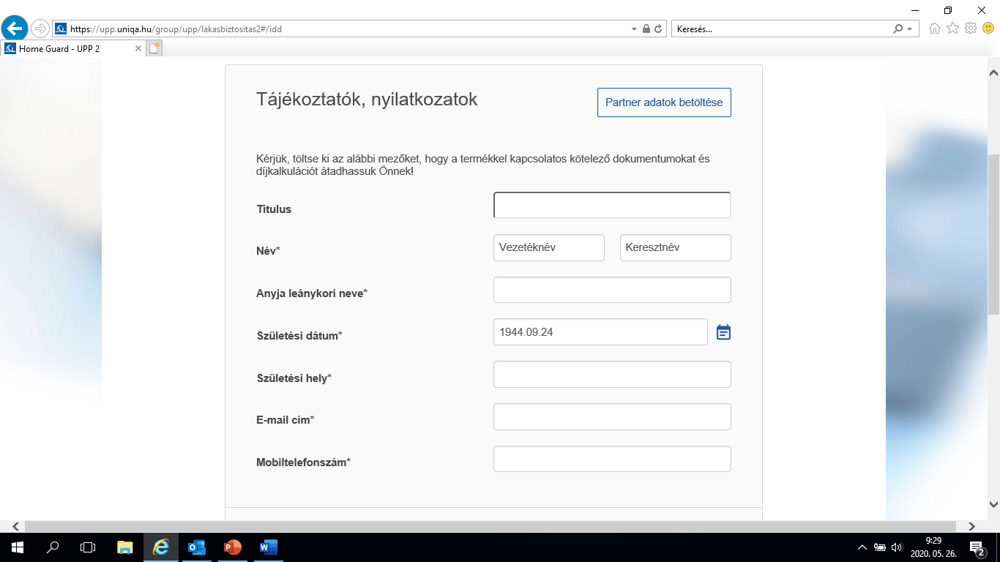 https://upp.uniqa.hu/group/upp/lakasbiztositas2#/idd
Keresés...
Home Guard - UPP 2
Tájékoztatók, nyilatkozatok
Partner adatok betöltése
Kérjük, töltse ki az alábbi mezőket, hogy a termékkel kapcsolatos kötelező dokumentumokat és
díjkalkulációt átadhassuk Önnek!
Titulus
Név*
Vezetéknév
Keresztnév
Anyja leánykori neve*
Születési dátum*
1944.09.24
Születési hely*
E-mail cím*
Mobiltelefonszám*
9:29
2020. 05. 26.
2